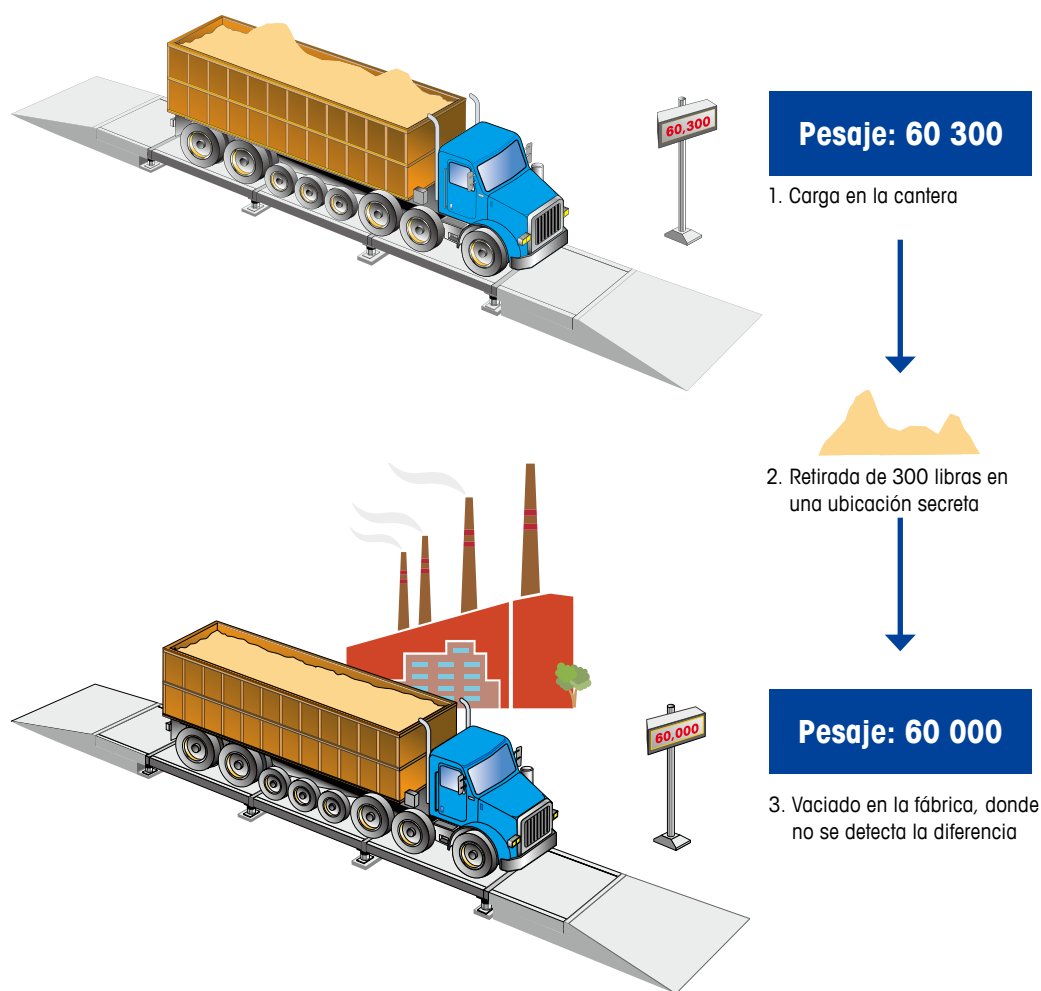 60,300
Pesaje: 60 300
1. Carga en la cantera
2. Retirada de 300 libras en
una ubicación secreta
60,000
Pesaje: 60 000
3. Vaciado en la fábrica, donde
no se detecta la diferencia